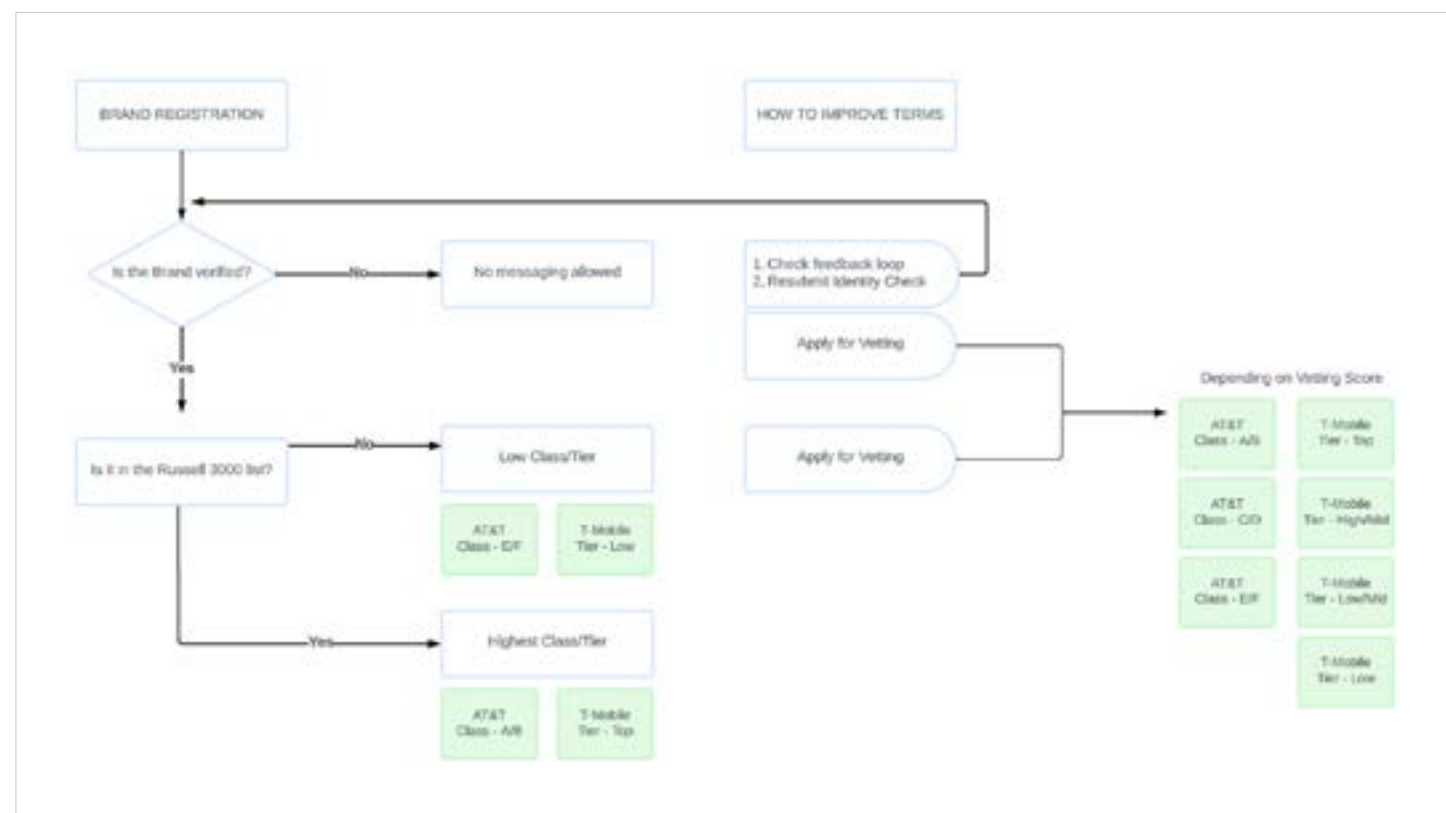 BRAND REGISTRATION
HOW TO IMPROVE TERMS
Is the Brand verified?
No
No messaging allowed
1. Check feedback loop
2. Resubmit Identity Check
Apply for Vetting
Yes
Depending on Vetting Score
AT&T
Class - A/B
T-Mobile
Tier - Top
Is it in the Russell 3000 list?
No
Low Class/Tier
Apply for Vetting
AT&T
Class - E/F
T-Mobile
Tier - Low
AT&T
Class - C/D
T-Mobile
Tier - High/Mid
AT&T
Class - E/F
T-Mobile
Tier - Low/Mid
Yes
Highest Class/Tier
T-Mobile
Tier - Low
AT&T
Class - A/B
T-Mobile
Tier - Top